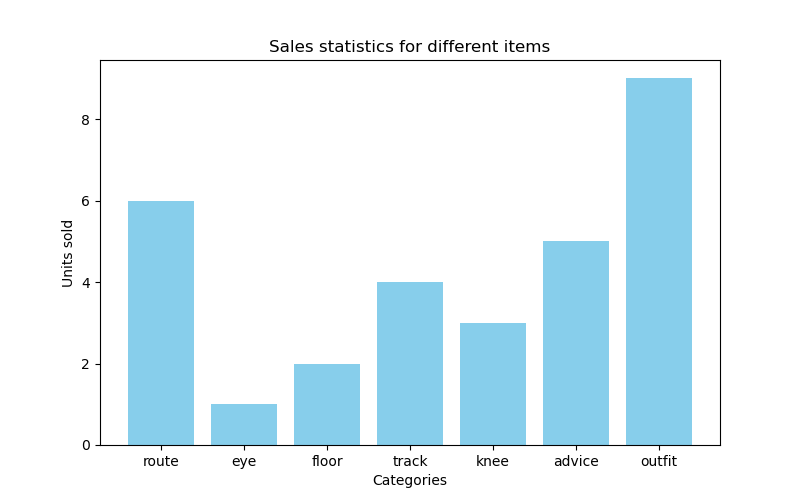 Sales statistics for different items
Units sold
8
6
4
2
0
route eye floor track knee advice outfit
Categories